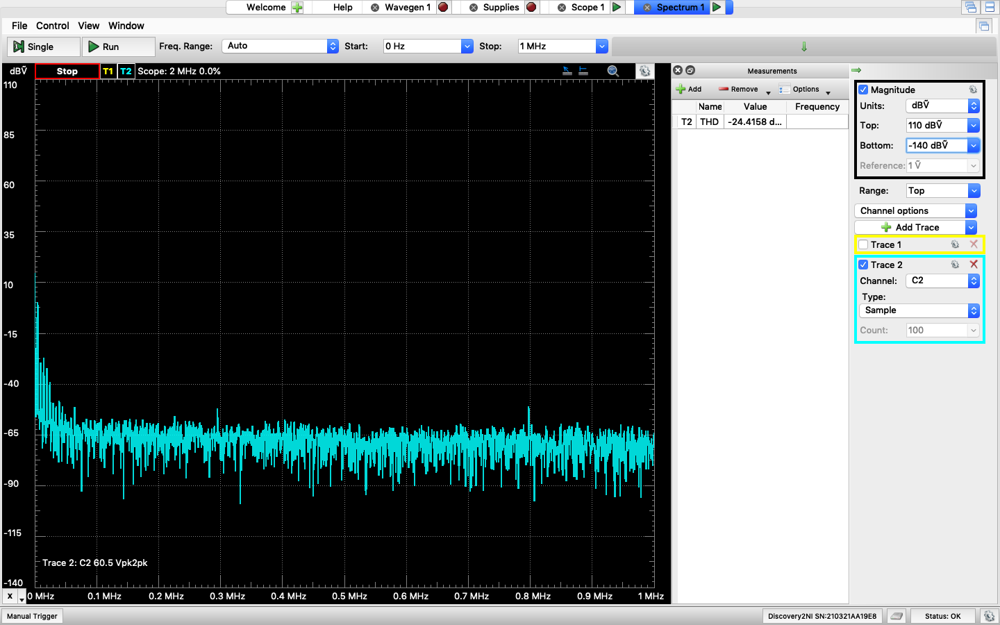 Welcome Help Wavegen 1 Supplies Scope 1 Spectrum 1
File Control View Window
Single Run Freq. Range: Auto Start: 0 Hz Stop: 1 MHz
dBṼ Stop T1 T2 Scope: 2 MHz 0.0%
110
85
60
35
10
-15
-40
-65
-90
-115
-140
Trace 2: C2 60.5 Vpk2pk
X 0 MHz 0.1 MHz 0.2 MHz 0.3 MHz 0.4 MHz 0.5 MHz 0.6 MHz 0.7 MHz 0.8 MHz 0.9 MHz 1 MHz
Measurements
Add Remove Options
Name Value Frequency
T2 THD -24.4158 d...
Magnitude
Units: dBṼ
Top: 110 dBṼ
Bottom: -140 dBṼ
Reference: 1 Ṽ
Range: Top
Channel options
Add Trace
Trace 1
Trace 2
Channel: C2
Type:
Sample
Count: 100
Manual Trigger Discovery2NI SN:210321AA19E8 Status: OK